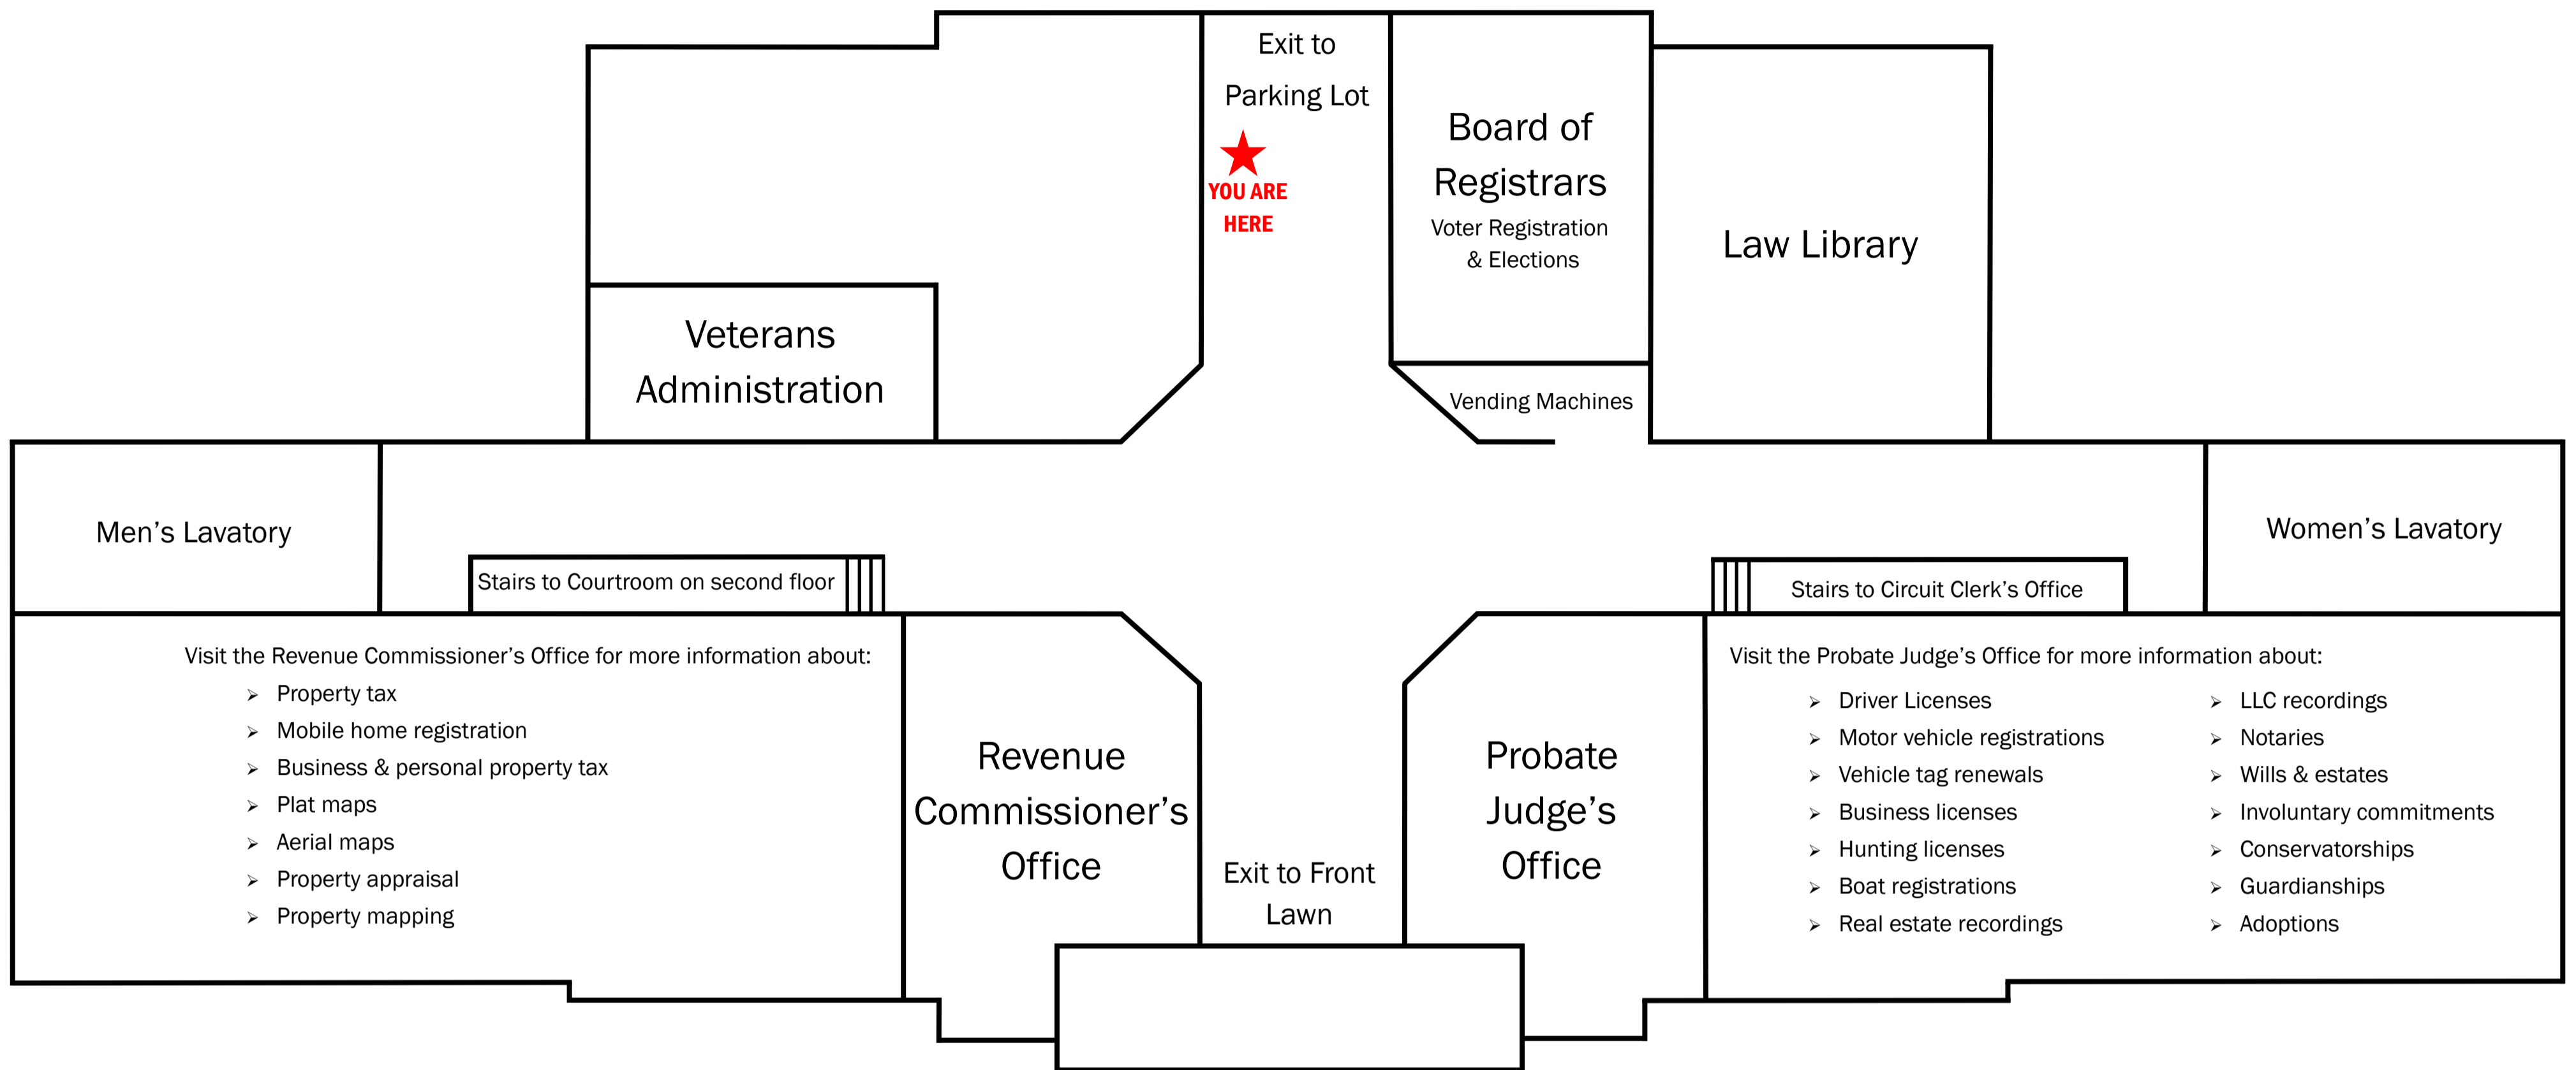 Exit to
Parking Lot
YOU ARE
HERE
Board of
Registrars
Voter Registration
& Elections
Law Library
Veterans
Administration
Vending Machines
Men’s Lavatory
Women’s Lavatory
Stairs to Courtroom on second floor
Stairs to Circuit Clerk’s Office
Visit the Revenue Commissioner’s Office for more information about:
➢ Property tax
➢ Mobile home registration
➢ Business & personal property tax
➢ Plat maps
➢ Aerial maps
➢ Property appraisal
➢ Property mapping
Revenue
Commissioner’s
Office
Exit to Front
Lawn
Probate
Judge’s
Office
Visit the Probate Judge’s Office for more information about:
➢ Driver Licenses
➢ Motor vehicle registrations
➢ Vehicle tag renewals
➢ Business licenses
➢ Hunting licenses
➢ Boat registrations
➢ Real estate recordings
➢ LLC recordings
➢ Notaries
➢ Wills & estates
➢ Involuntary commitments
➢ Conservatorships
➢ Guardianships
➢ Adoptions